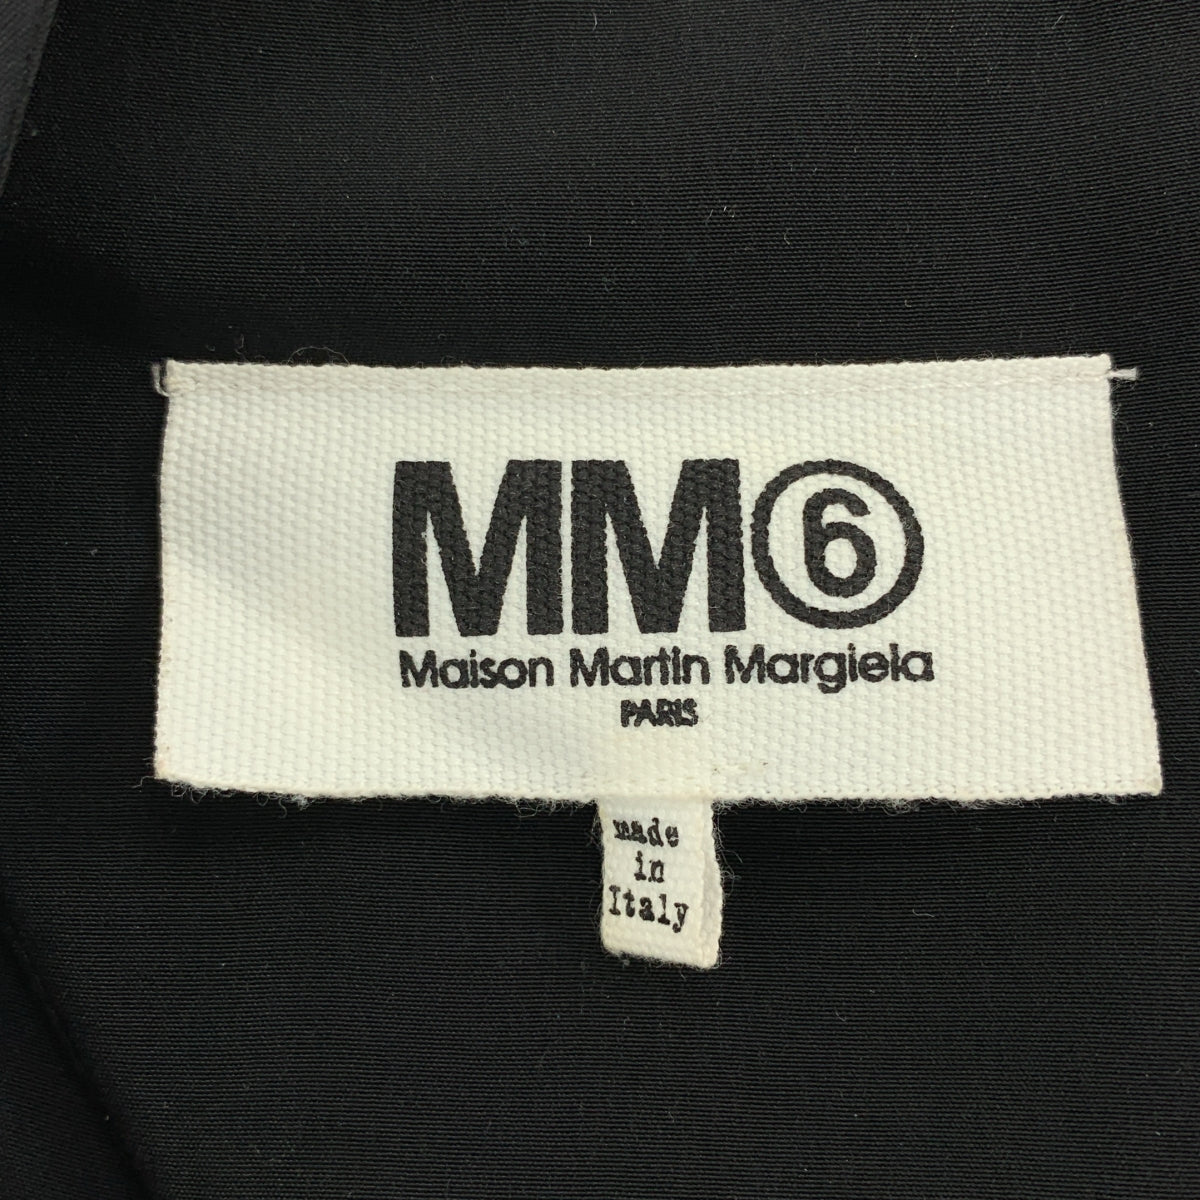 MM⑥
Maison Martin Margiela
PARIS
made
in
Italy